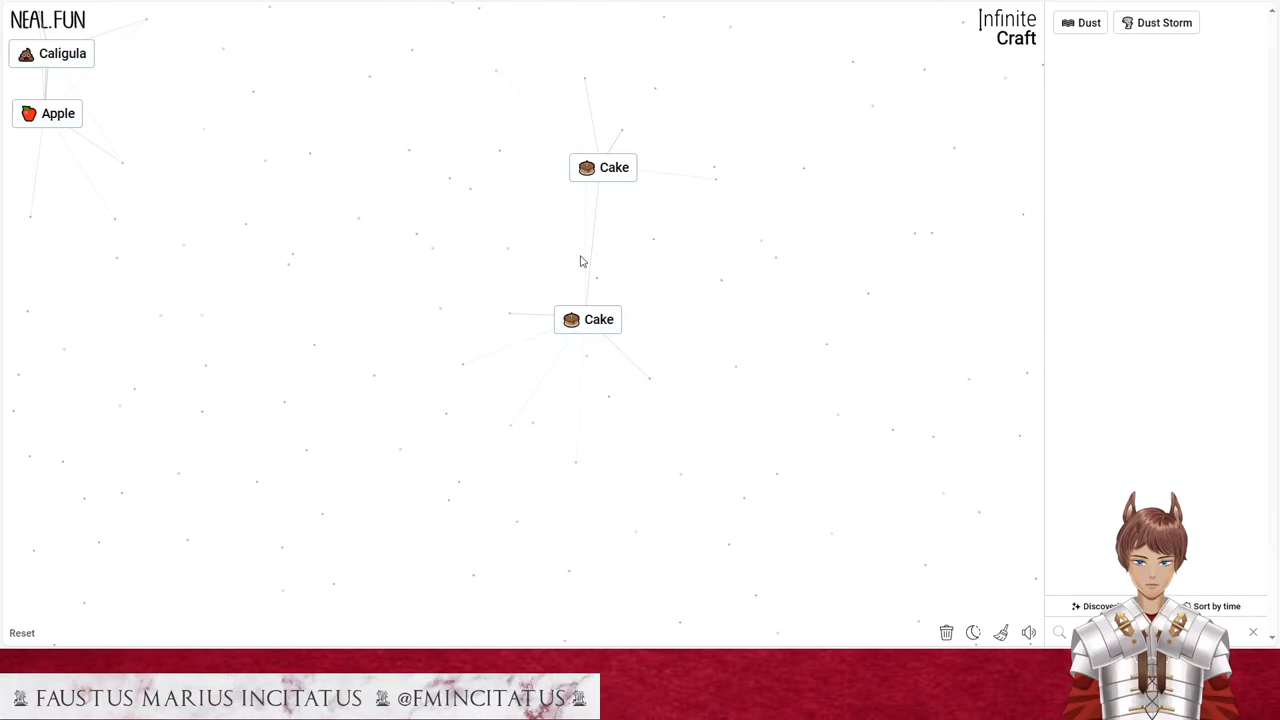 NEAL.FUN
Infinite
Craft
Dust
Dust Storm
Caligula
Apple
Cake
Cake
Sort by time
Reset
FAUSTUS MARIUS INCITATUS @FMINCITATUS